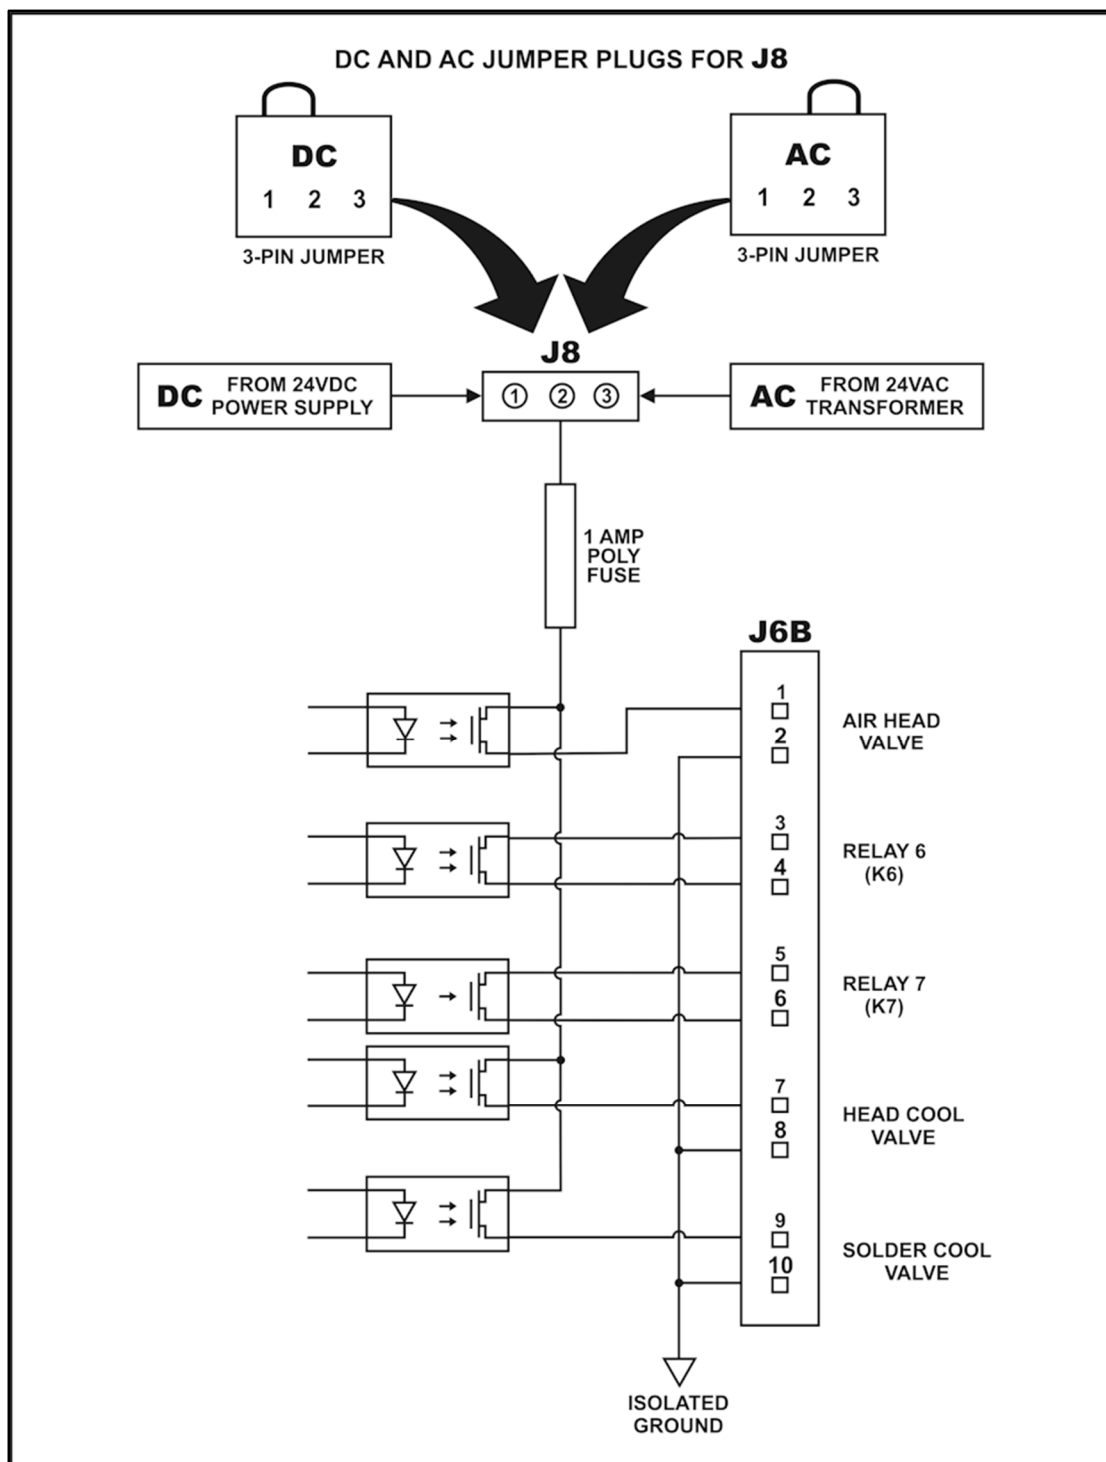 DC AND AC JUMPER PLUGS FOR J8
DC
1 2 3
3-PIN JUMPER
AC
1 2 3
3-PIN JUMPER
J8
DC FROM 24VDC
POWER SUPPLY
① ② ③
AC FROM 24VAC
TRANSFORMER
1 AMP
POLY
FUSE
J6B
1
2
AIR HEAD
VALVE
3
4
RELAY 6
(K6)
5
6
RELAY 7
(K7)
7
8
HEAD COOL
VALVE
9
10
SOLDER COOL
VALVE
ISOLATED
GROUND